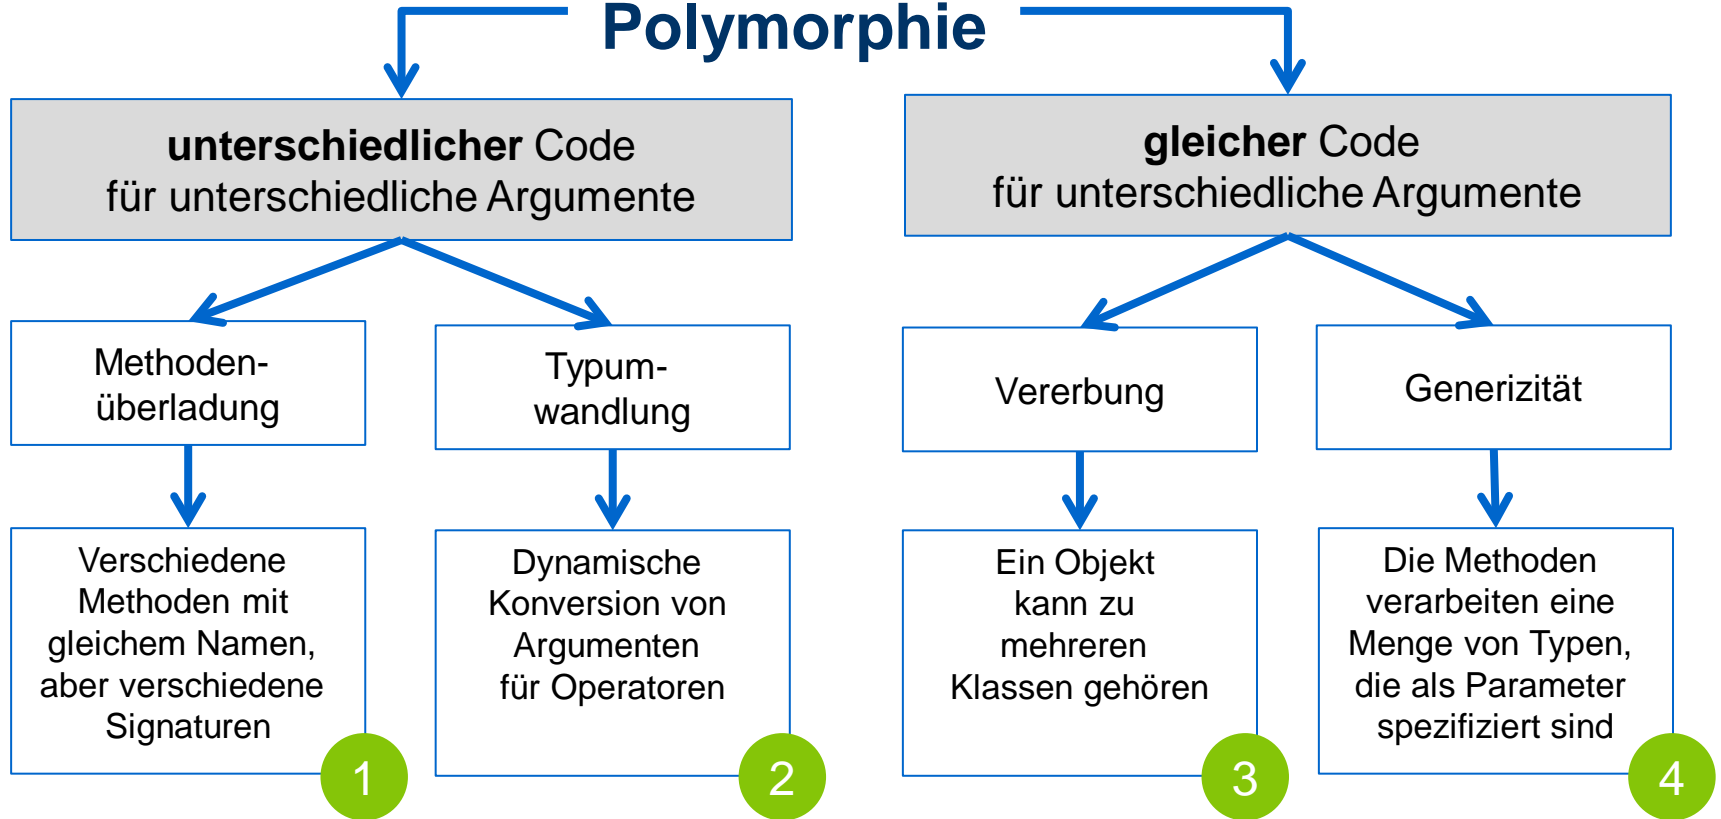 Polymorphie
unterschiedlicher Code
für unterschiedliche Argumente
gleicher Code
für unterschiedliche Argumente
Methoden-
überladung
Typum-
wandlung
Vererbung
Generizität
Verschiedene
Methoden mit
gleichem Namen,
aber verschiedene
Signaturen
1
Dynamische
Konversion von
Argumenten
für Operatoren
2
Ein Objekt
kann zu
mehreren
Klassen gehören
3
Die Methoden
verarbeiten eine
Menge von Typen,
die als Parameter
spezifiziert sind
4